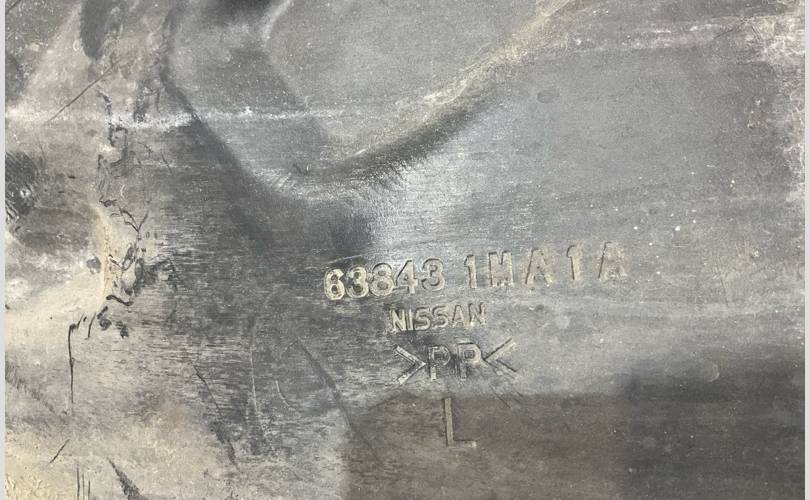 63843 1MA1A
NISSAN
>PP<
L